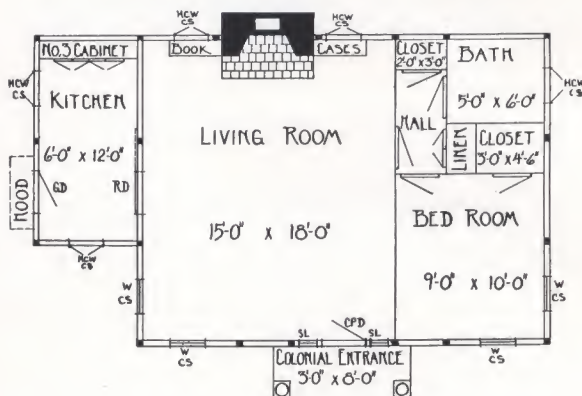 HCW
CS
HCW
CS
NO.3 CABINET
BOOK
CASES
CLOSET
2'-0" x 3'-0"
BATH
5'-0" x 6'-0"
HCW
CS
HCW
CS
KITCHEN
6'-0" x 12'-0"
LIVING ROOM
HALL
LINEN
CLOSET
3'-0" x 4'-6"
HOOD
GD
RD
BED ROOM
15'-0" x 18'-0"
9'-0" x 10'-0"
HCW
CS
W
CS
W
CS
W
CS
SL
CPD
SL
W
CS
COLONIAL ENTRANCE
3'-0" x 8'-0"